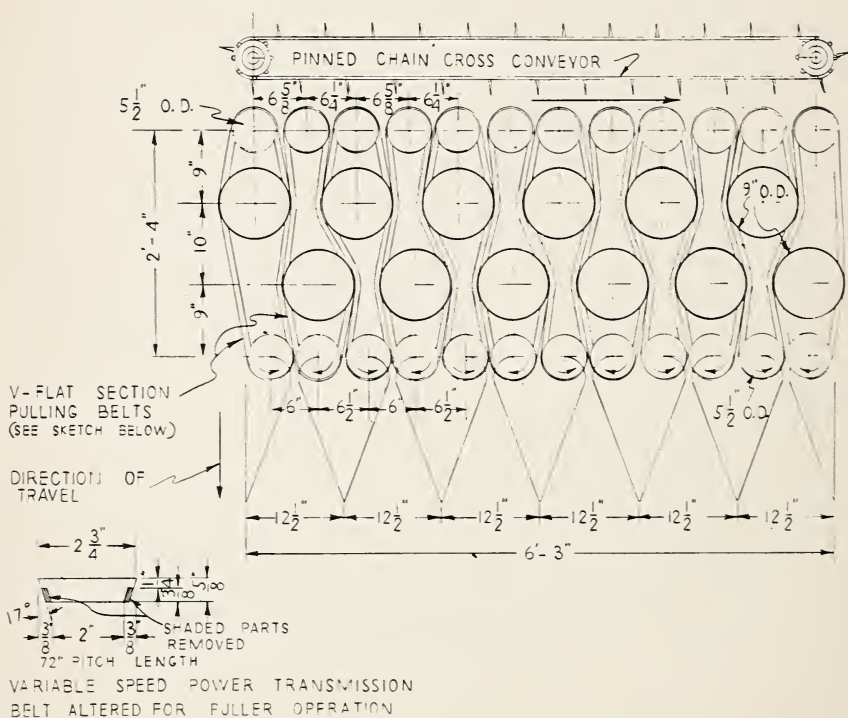 PINNED CHAIN CROSS CONVEYOR
5 1/2" O.D.
6 5/8" 6 1/4" 6 5/8" 6 1/4"
9"
10"
9"
2'-4"
9" O.D.
V-FLAT SECTION
PULLING BELTS
(SEE SKETCH BELOW)
6" 6 1/2" 6" 6 1/2"
5 1/2" O.D.
DIRECTION OF
TRAVEL
12 1/2" 12 1/2" 12 1/2" 12 1/2" 12 1/2" 12 1/2"
6'-3"
2 3/4"
5/8"
17°
3/8" 2" 3/8"
SHADED PARTS
REMOVED
72" PITCH LENGTH
VARIABLE SPEED POWER TRANSMISSION
BELT ALTERED FOR PULLER OPERATION